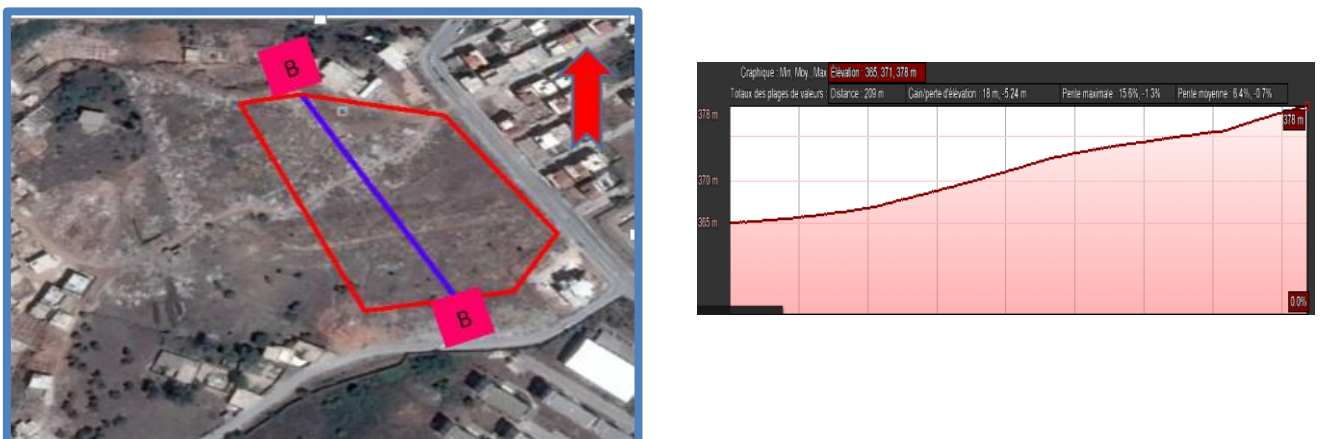 B
B
Graphique : Min, Moy., Max Élévation : 365, 371, 378 m
Totaux des plages de valeurs : Distance : 209 m Gain/perte d'élévation : 18 m, -5.24 m Pente maximale : 15.6%, -1.3% Pente moyenne : 6.4%, -0.7%
378 m
378 m
370 m
365 m
0.0%